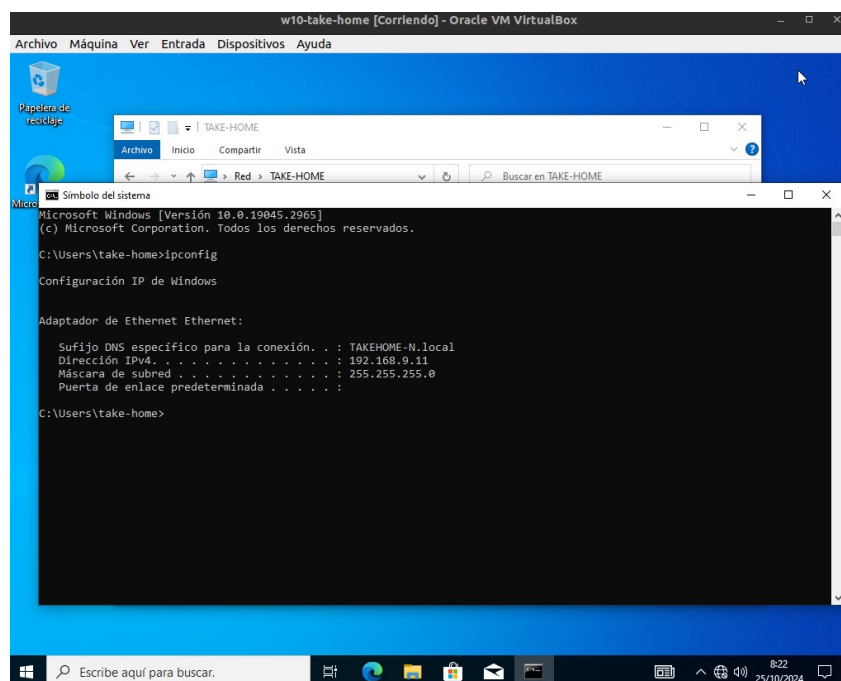 w10-take-home [Corriendo] - Oracle VM VirtualBox
Archivo Máquina Ver Entrada Dispositivos Ayuda
Papelera de
reciclaje
TAKE-HOME
Archivo Inicio Compartir Vista
Red › TAKE-HOME
Buscar en TAKE-HOME
Micro
Símbolo del sistema
Microsoft Windows [Versión 10.0.19045.2965]
(c) Microsoft Corporation. Todos los derechos reservados.
C:\Users\take-home>ipconfig
Configuración IP de Windows
Adaptador de Ethernet Ethernet:
Sufijo DNS específico para la conexión. . : TAKEHOME-N.local
Dirección IPv4. . . . . . . . . . . . . . : 192.168.9.11
Máscara de subred . . . . . . . . . . . . : 255.255.255.0
Puerta de enlace predeterminada . . . . . :
C:\Users\take-home>
Escribe aquí para buscar.
8:22
25/10/2024